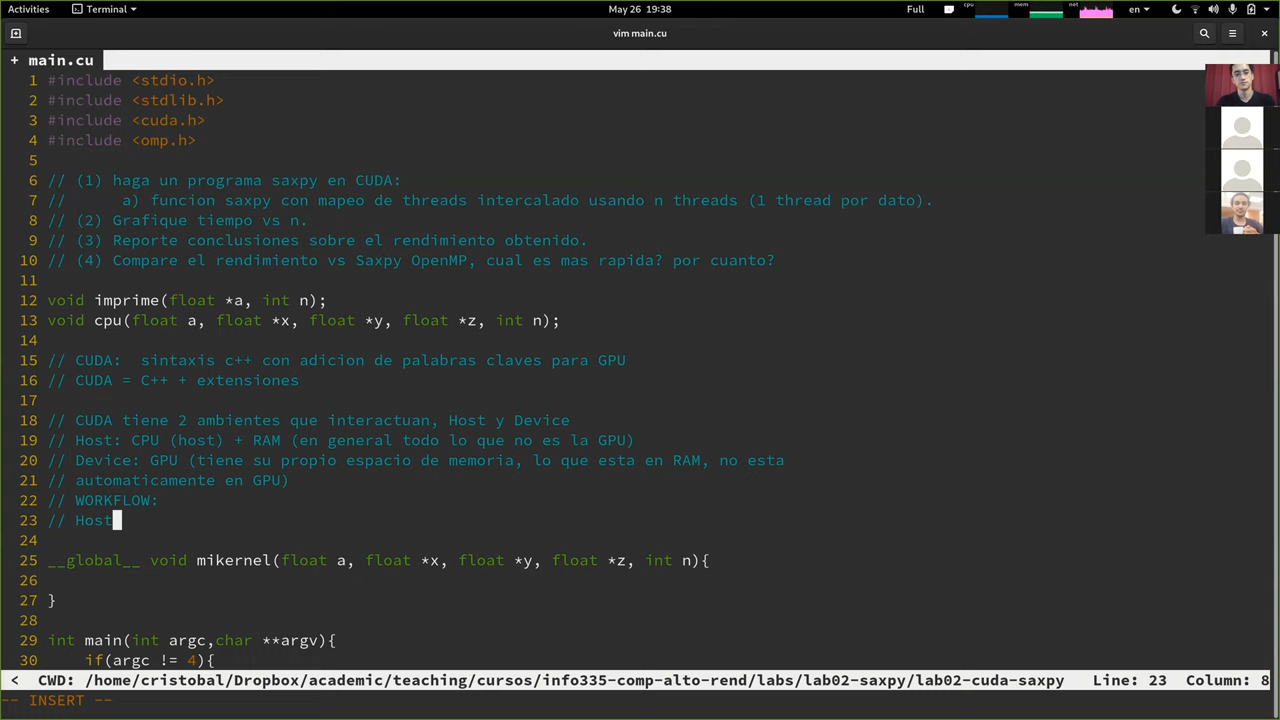 Activities Terminal May 26 19:38 Full cpu mem net en
vim main.cu
+ main.cu
1 #include <stdio.h>
2 #include <stdlib.h>
3 #include <cuda.h>
4 #include <omp.h>
5
6 // (1) haga un programa saxpy en CUDA:
7 //      a) funcion saxpy con mapeo de threads intercalado usando n threads (1 thread por dato).
8 // (2) Grafique tiempo vs n.
9 // (3) Reporte conclusiones sobre el rendimiento obtenido.
10 // (4) Compare el rendimiento vs Saxpy OpenMP, cual es mas rapida? por cuanto?
11
12 void imprime(float *a, int n);
13 void cpu(float a, float *x, float *y, float *z, int n);
14
15 // CUDA:  sintaxis c++ con adicion de palabras claves para GPU
16 // CUDA = C++ + extensiones
17
18 // CUDA tiene 2 ambientes que interactuan, Host y Device
19 // Host: CPU (host) + RAM (en general todo lo que no es la GPU)
20 // Device: GPU (tiene su propio espacio de memoria, lo que esta en RAM, no esta
21 // automaticamente en GPU)
22 // WORKFLOW:
23 // Host
24
25 __global__ void mikernel(float a, float *x, float *y, float *z, int n){
26
27 }
28
29 int main(int argc,char **argv){
30     if(argc != 4){
< CWD: /home/cristobal/Dropbox/academic/teaching/cursos/info335-comp-alto-rend/labs/lab02-saxpy/lab02-cuda-saxpy Line: 23 Column: 8
-- INSERT --